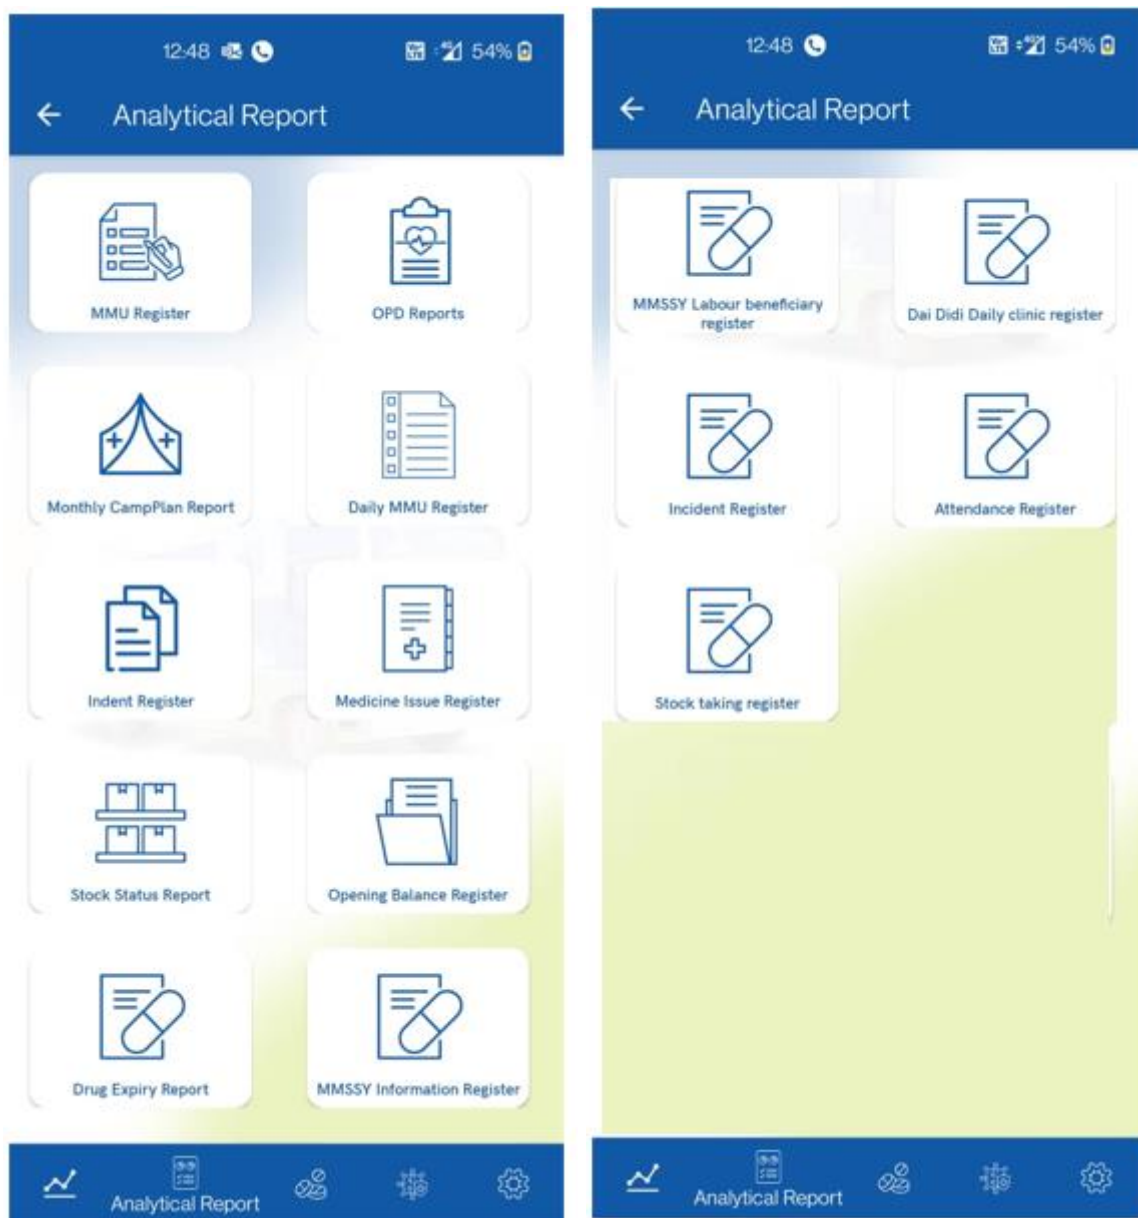 12:48
54%
Analytical Report
MMU Register
OPD Reports
Monthly CampPlan Report
Daily MMU Register
Indent Register
Medicine Issue Register
Stock Status Report
Opening Balance Register
Drug Expiry Report
MMSSY Information Register
Analytical Report
12:48
54%
Analytical Report
MMSSY Labour beneficiary
register
Dai Didi Daily clinic register
Incident Register
Attendance Register
Stock taking register
Analytical Report